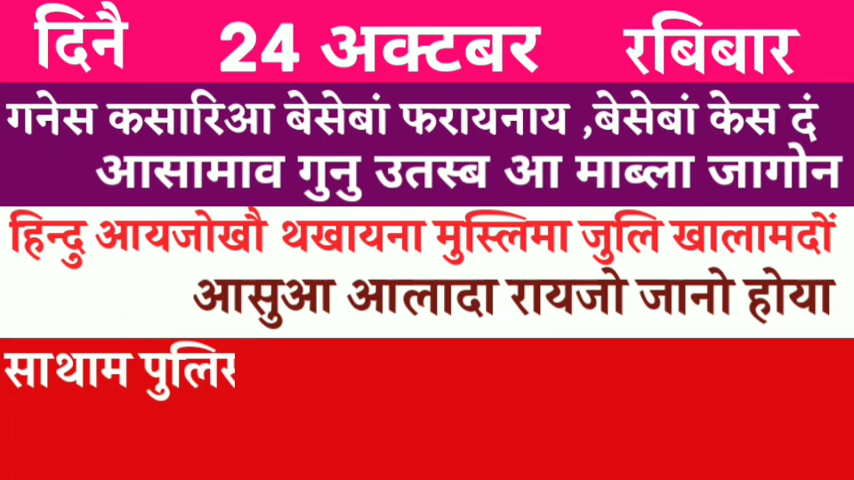 दिनै 24 अक्टबर रबिबार
गनेस कसारिआ बेसेबां फरायनाय ,बेसेबां केस दं
आसामाव गुनु उतस्ब आ माब्ला जागोन
हिन्दु आयजोखौ थखायना मुस्लिमा जुलि खालामदों
आसुआ आलादा रायजो जानो होया
साथाम